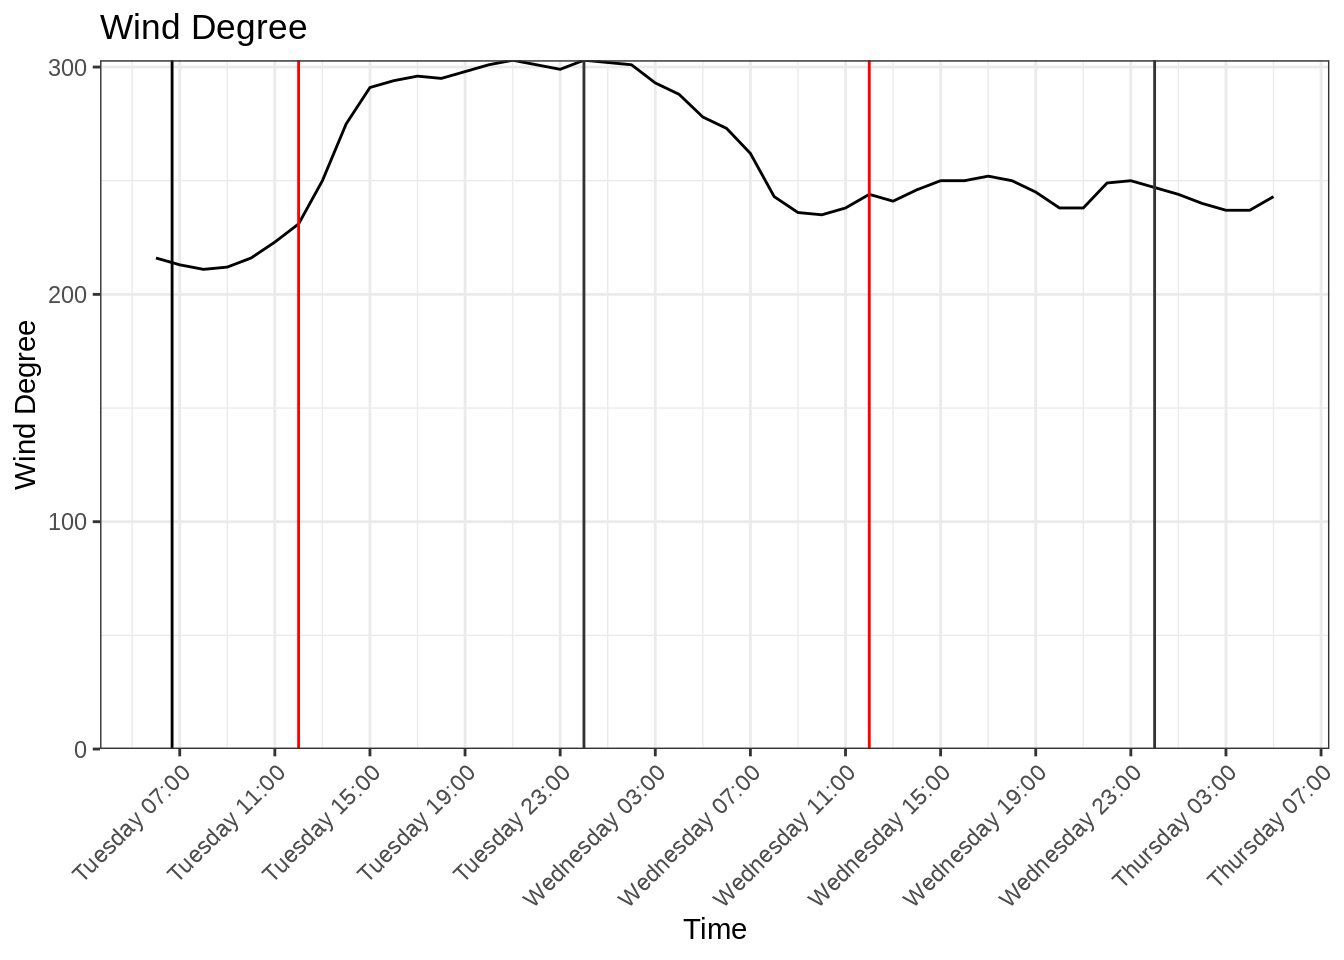 Wind Degree
300
200
100
0
Wind Degree
Tuesday 07:00
Tuesday 11:00
Tuesday 15:00
Tuesday 19:00
Tuesday 23:00
Wednesday 03:00
Wednesday 07:00
Wednesday 11:00
Wednesday 15:00
Wednesday 19:00
Wednesday 23:00
Thursday 03:00
Thursday 07:00
Time